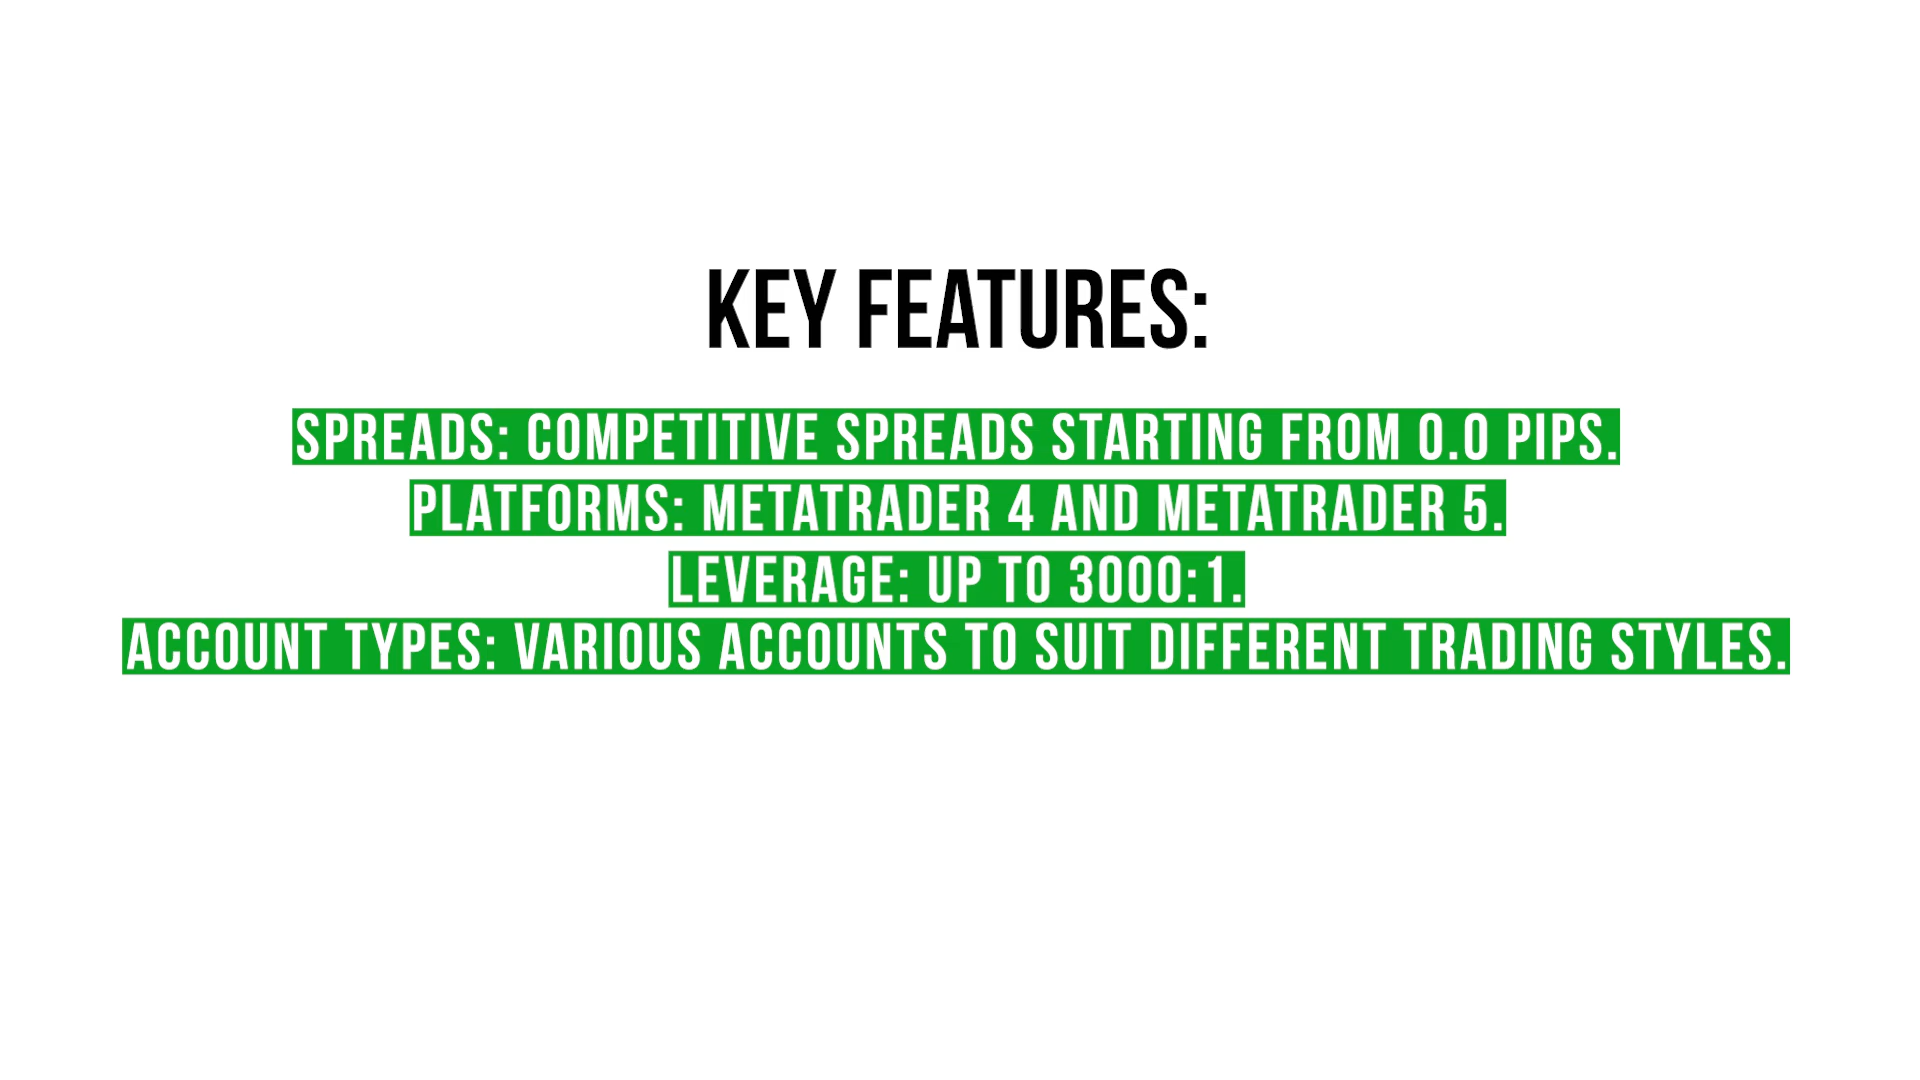 KEY FEATURES:
SPREADS: COMPETITIVE SPREADS STARTING FROM 0.0 PIPS.
PLATFORMS: METATRADER 4 AND METATRADER 5.
LEVERAGE: UP TO 3000:1.
ACCOUNT TYPES: VARIOUS ACCOUNTS TO SUIT DIFFERENT TRADING STYLES.